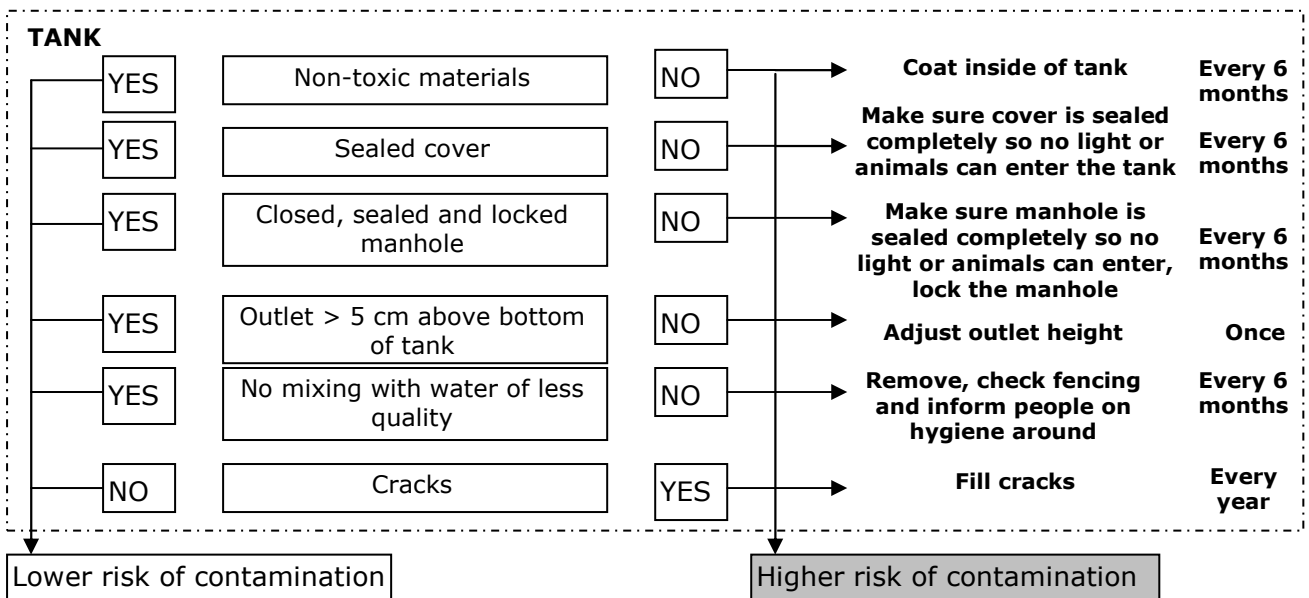 TANK
YES
Non-toxic materials
NO
Coat inside of tank
Every 6
months
YES
Sealed cover
NO
Make sure cover is sealed
completely so no light or
animals can enter the tank
Every 6
months
YES
Closed, sealed and locked
manhole
NO
Make sure manhole is
sealed completely so no
light or animals can enter,
lock the manhole
Every 6
months
YES
Outlet > 5 cm above bottom
of tank
NO
Adjust outlet height
Once
YES
No mixing with water of less
quality
NO
Remove, check fencing
and inform people on
hygiene around
Every 6
months
NO
Cracks
YES
Fill cracks
Every
year
Lower risk of contamination
Higher risk of contamination